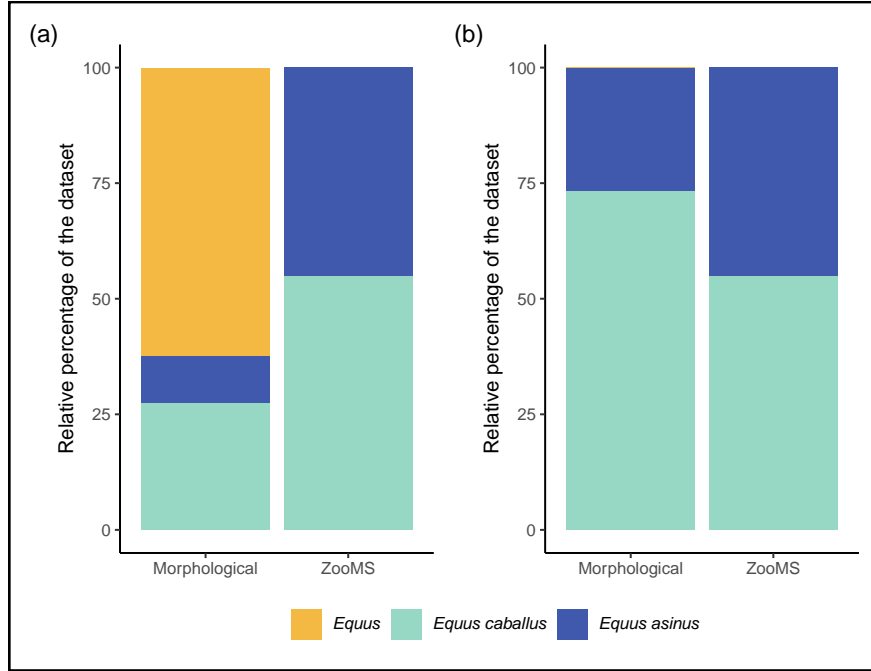 (a)
Relative percentage of the dataset
100
75
50
25
0
Morphological ZooMS
(b)
Relative percentage of the dataset
100
75
50
25
0
Morphological ZooMS
Equus Equus caballus Equus asinus